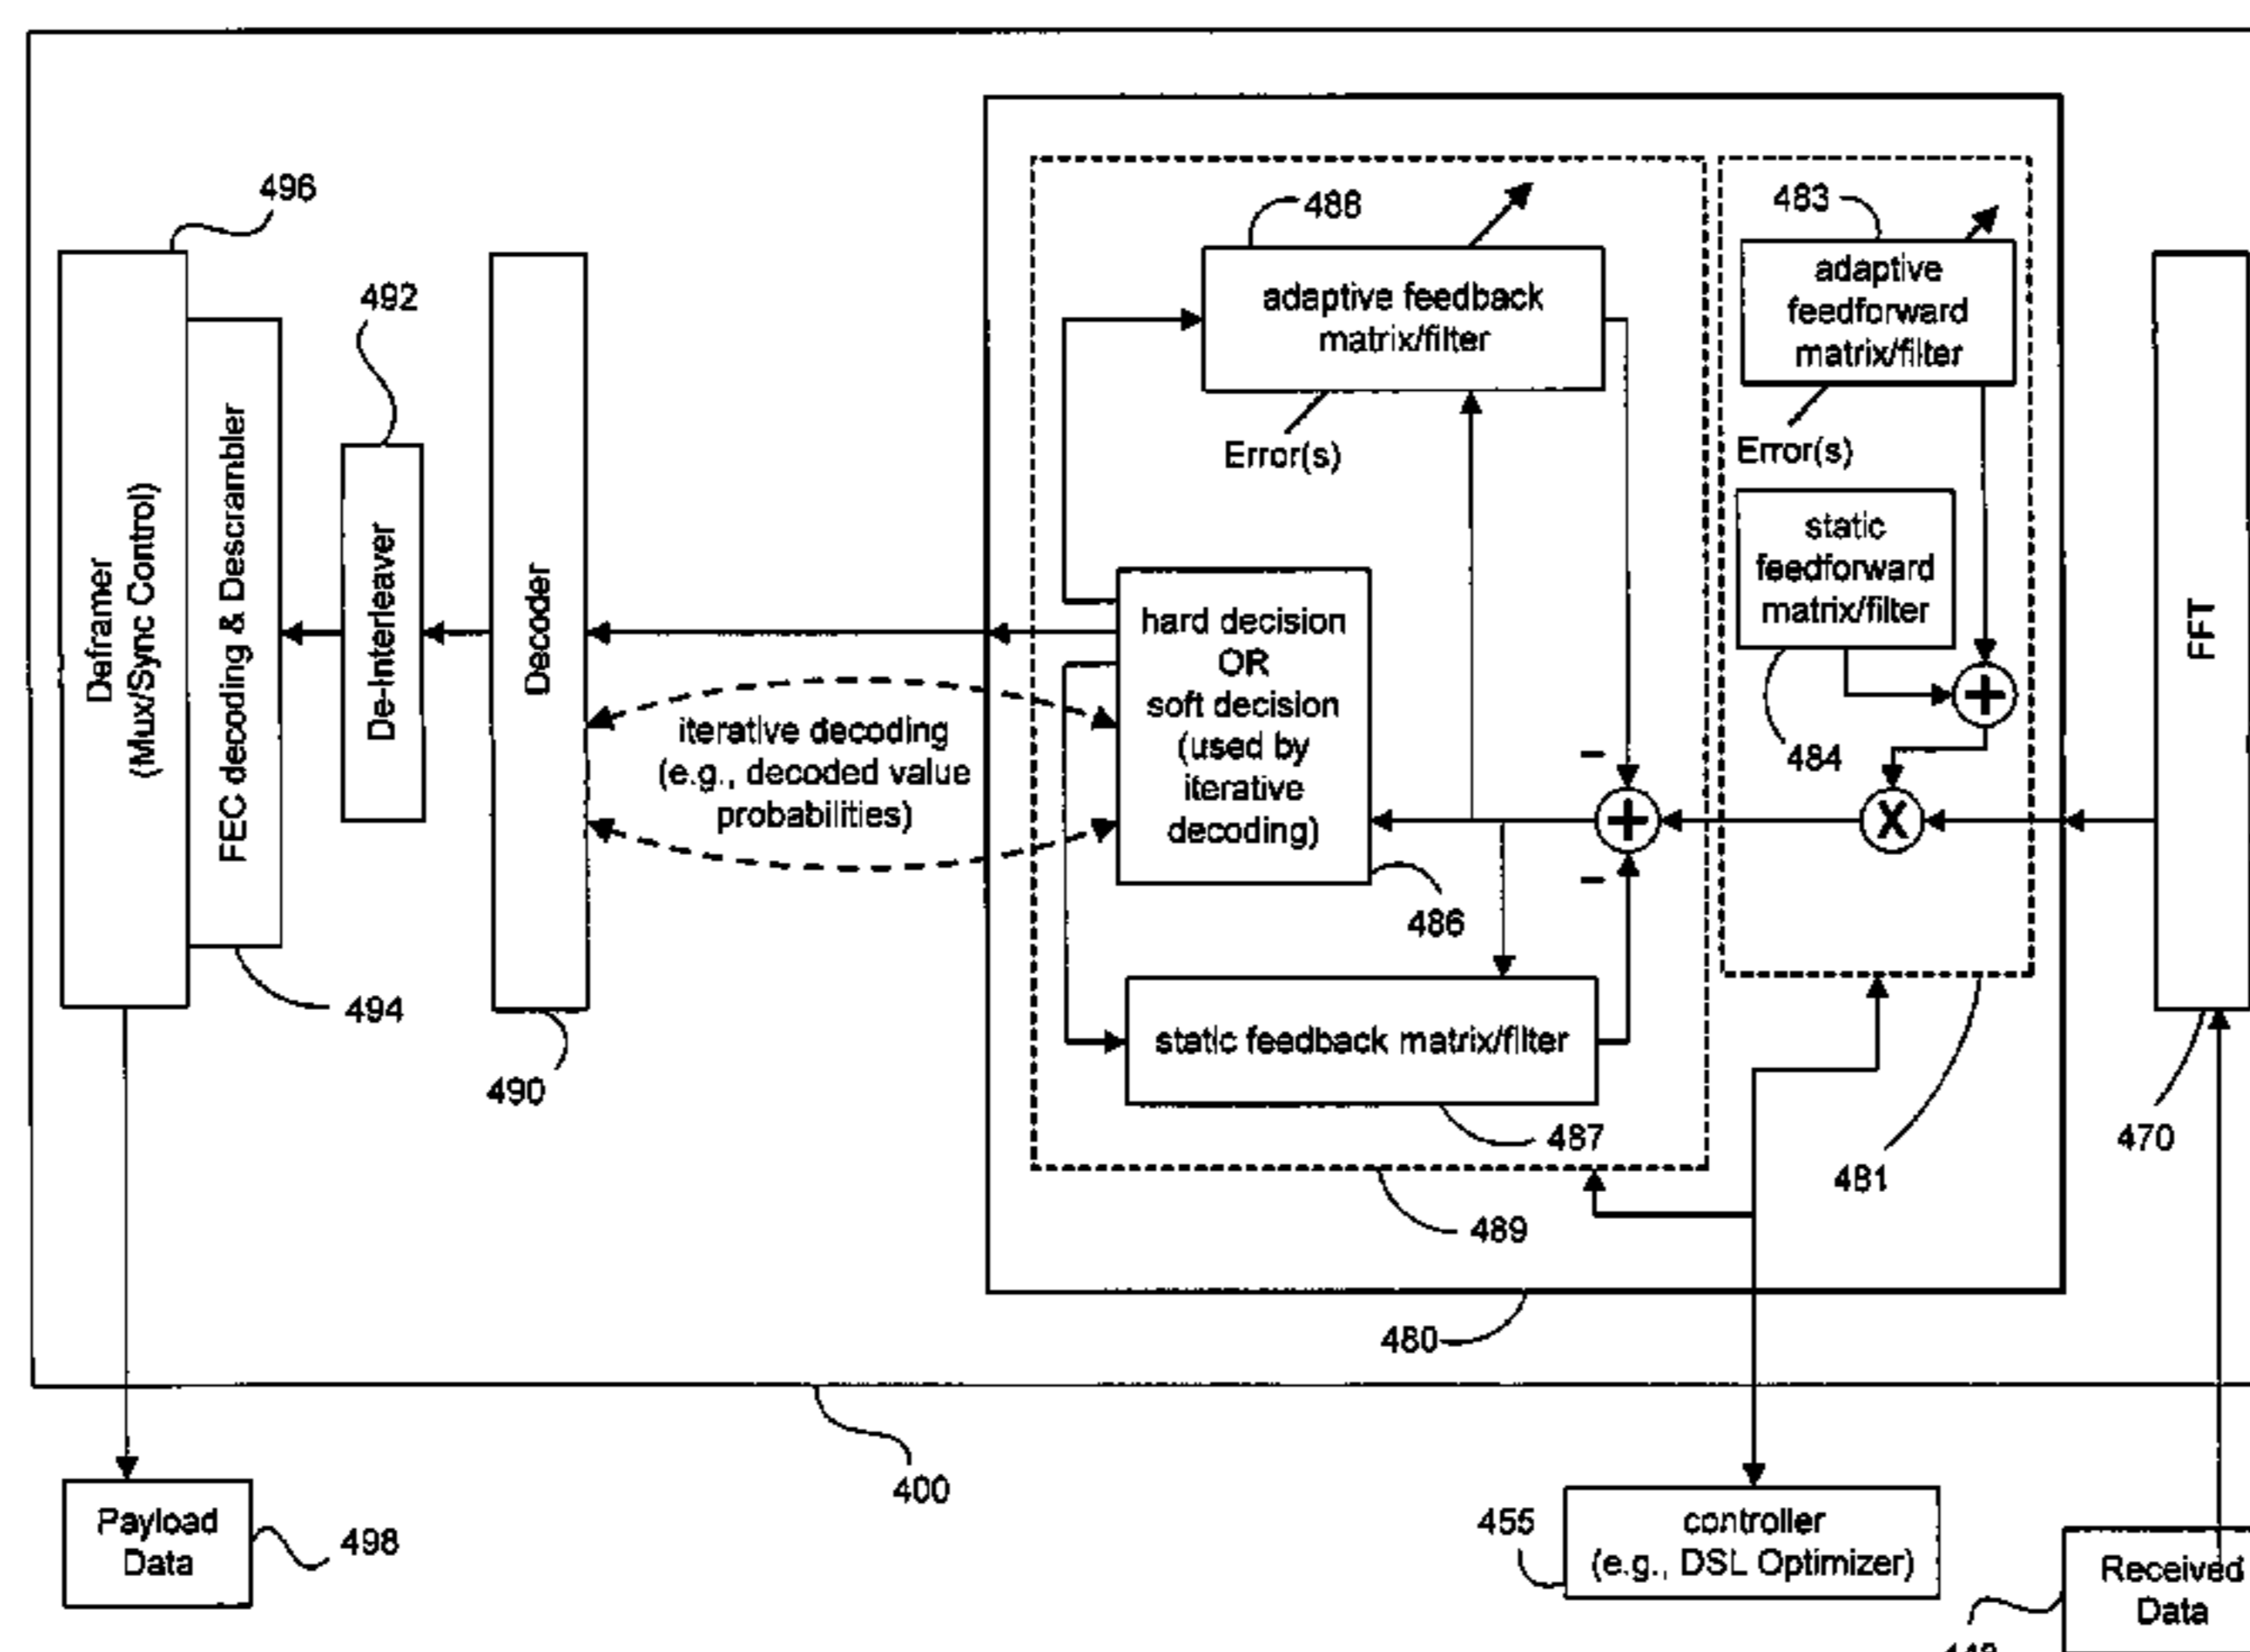 496
Deframer
(Mux/Sync Control)
FEC decoding & Descrambler
494
492
De-Interleaver
Decoder
490
iterative decoding
(e.g., decoded value
probabilities)
488
adaptive feedback
matrix/filter
Error(s)
hard decision
OR
soft decision
(used by
iterative
decoding)
486
-
-
+
static feedback matrix/filter
487
489
483
adaptive
feedforward
matrix/filter
Error(s)
static
feedforward
matrix/filter
484
+
X
481
FFT
470
480
400
Payload
Data
498
455
controller
(e.g., DSL Optimizer)
Received
Data